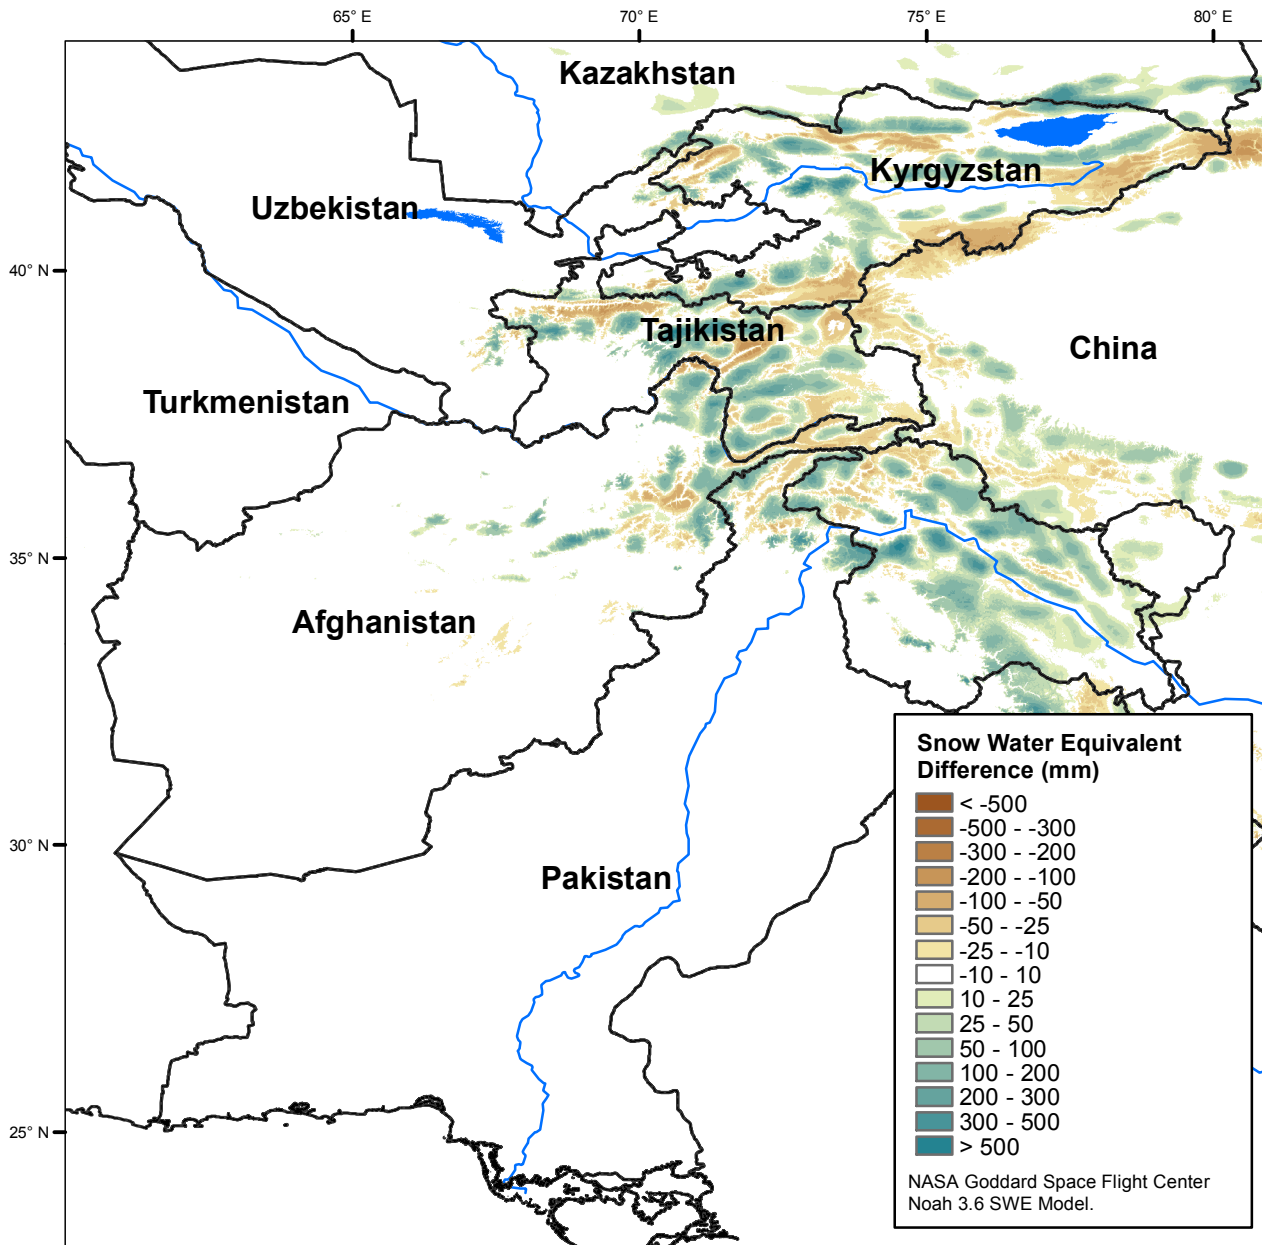 65° E 70° E 75° E 80° E
Kazakhstan
Kyrgyzstan
Uzbekistan
40° N
Tajikistan
China
Turkmenistan
35° N
Afghanistan
Snow Water Equivalent
Difference (mm)
< -500
-500 - -300
30° N
-300 - -200
-200 - -100
Pakistan
-100 - -50
-50 - -25
-25 - -10
-10 - 10
10 - 25
25 - 50
50 - 100
100 - 200
200 - 300
300 - 500
25° N
> 500
NASA Goddard Space Flight Center
Noah 3.6 SWE Model.